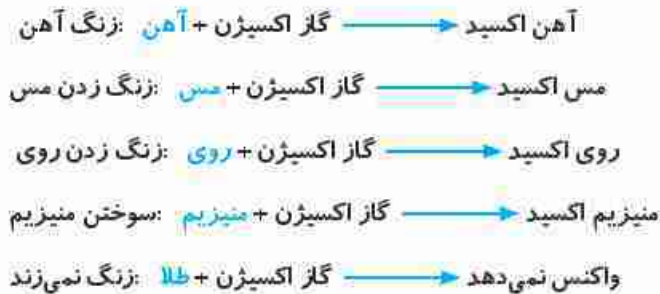 زنگ آهن: آهن + گاز اکسیژن ⟶ آهن اکسید
زنگ زدن مس: مس + گاز اکسیژن ⟶ مس اکسید
زنگ زدن روی: روی + گاز اکسیژن ⟶ روی اکسید
سوختن منیزیم: منیزیم + گاز اکسیژن ⟶ منیزیم اکسید
زنگ نمی‌زند: طلا + گاز اکسیژن ⟶ واکنس نمی‌دهد